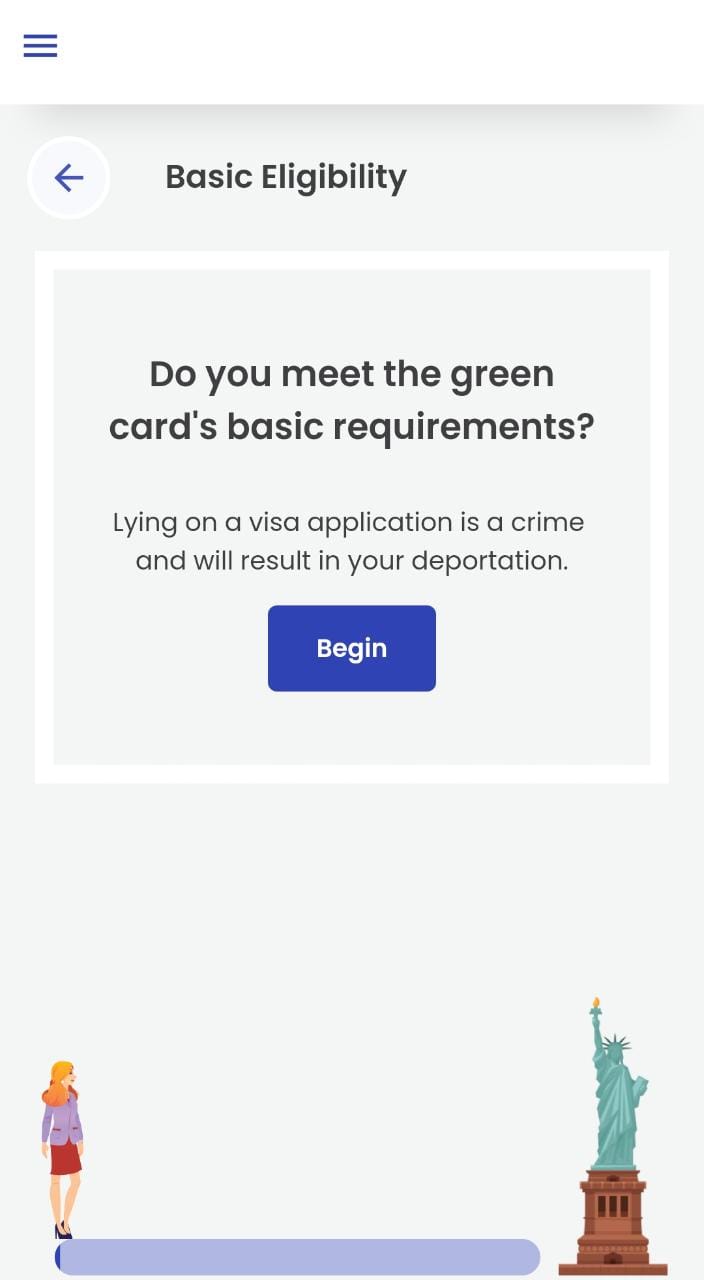 Basic Eligibility
Do you meet the green
card's basic requirements?
Lying on a visa application is a crime
and will result in your deportation.
Begin